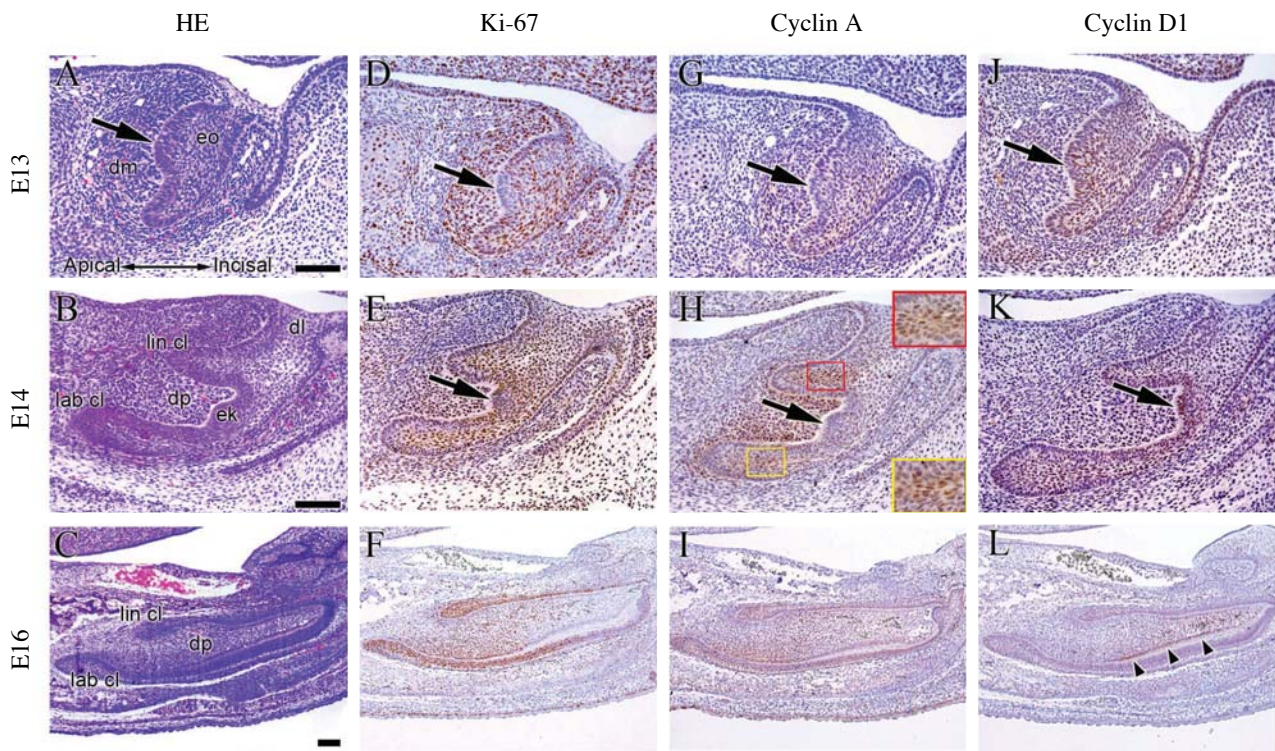 HE Ki-67 Cyclin A Cyclin D1
E13
A D G J
eo
dm
Apical Incisal
E14
B E H K
dl
lin cl
lab cl dp
ek
E16
C F I L
lin cl
dp
lab cl